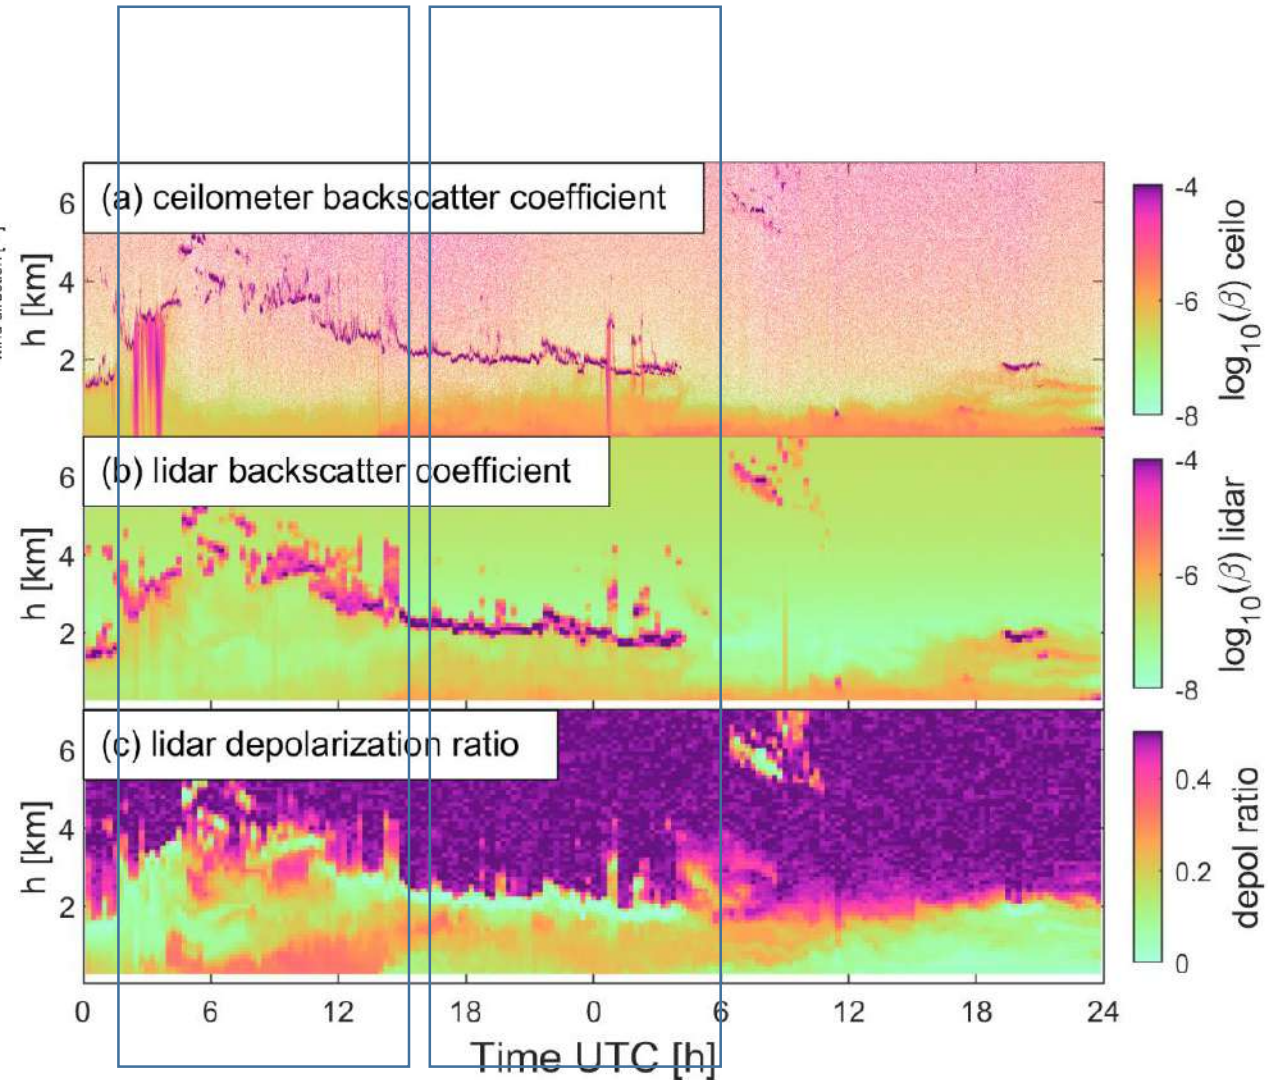 (a) ceilometer backscatter coefficient
6
4
2
h [km]
-4
-6
-8
log10(β) ceilo
(b) lidar backscatter coefficient
6
4
2
h [km]
-4
-6
-8
log10(β) lidar
(c) lidar depolarization ratio
6
4
2
h [km]
0.4
0.2
0
depol ratio
0 6 12 18 0 6 12 18 24
Time UTC [h]